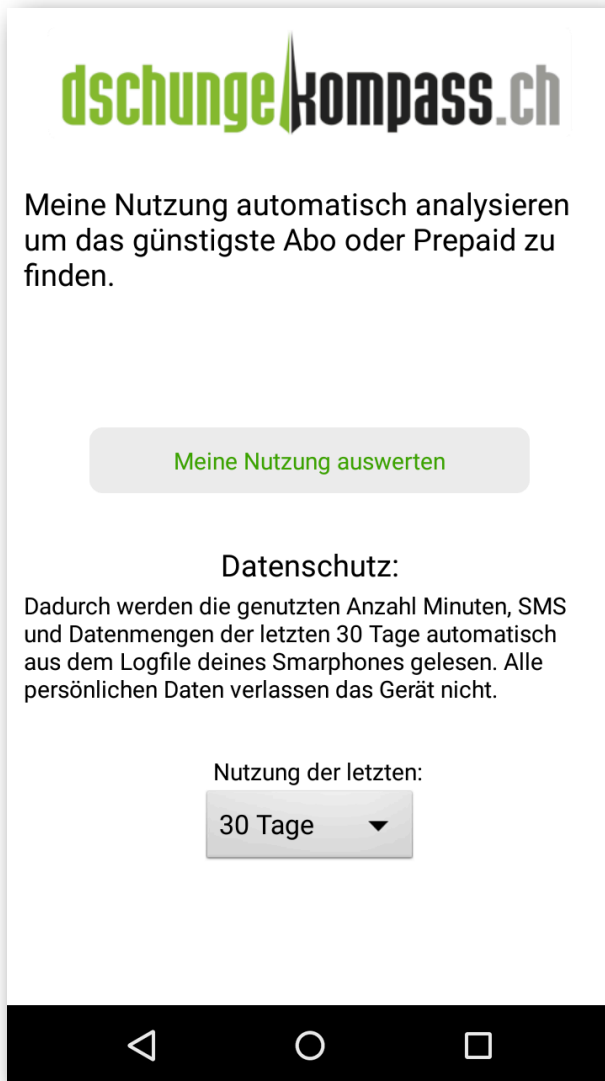 dschungelkompass.ch
Meine Nutzung automatisch analysieren
um das günstigste Abo oder Prepaid zu
finden.
Meine Nutzung auswerten
Datenschutz:
Dadurch werden die genutzten Anzahl Minuten, SMS
und Datenmengen der letzten 30 Tage automatisch
aus dem Logfile deines Smarphones gelesen. Alle
persönlichen Daten verlassen das Gerät nicht.
Nutzung der letzten:
30 Tage